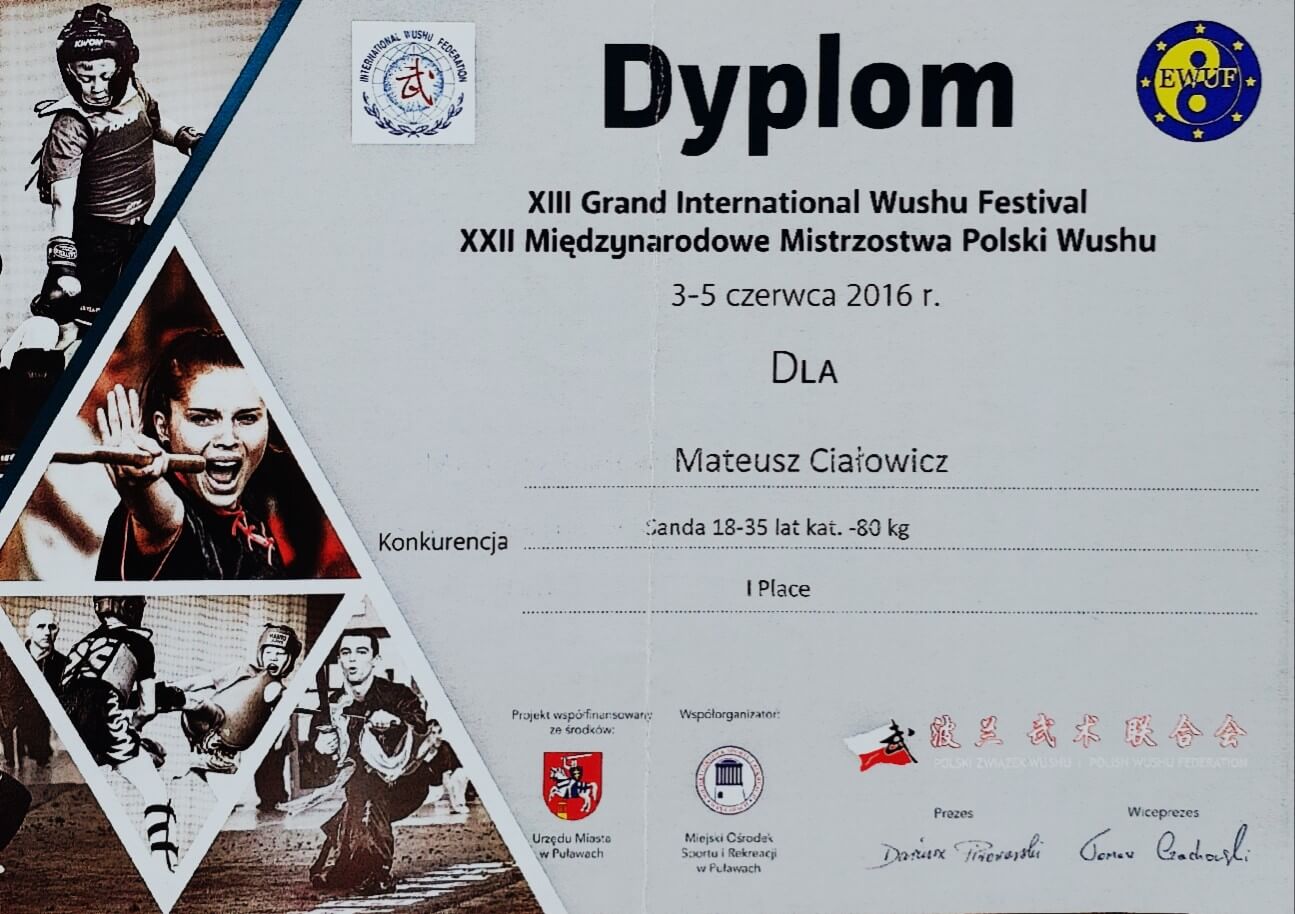 KWON
INTERNATIONAL WUSHU FEDERATION
武
Dyplom
EWUF
XIII Grand International Wushu Festival
XXII Międzynarodowe Mistrzostwa Polski Wushu
3-5 czerwca 2016 r.
DLA
Mateusz Ciałowicz
Konkurencja
Sanda 18-35 lat kat. -80 kg
I Place
Projekt współfinansowany
ze środków:
Urzędu Miasta
w Puławach
Współorganizator:
Miejski Ośrodek
Sportu i Rekreacji
w Puławach
武
波兰武术联合会
POLSKI ZWIĄZEK WUSHU | POLISH WUSHU FEDERATION
Prezes
Wiceprezes